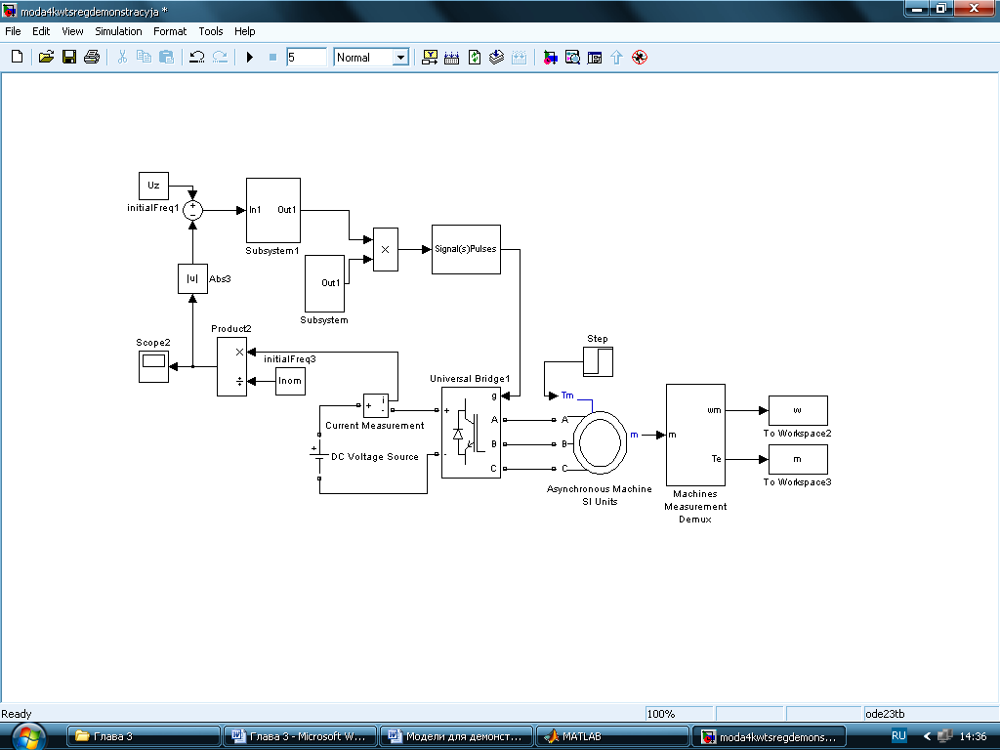 moda4kwtsregdemonstracyja *
File Edit View Simulation Format Tools Help
5
Normal
Uz
initialFreq1
+
−
In1 Out1
Subsystem1
×
Signal(s)Pulses
Out1
Subsystem
|u|
Abs3
Product2
×
÷
Scope2
initialFreq3
Inom
Step
Universal Bridge1
g
+
A
B
C
-
+ i
-
Current Measurement
+
DC Voltage Source
Tm
A
B
C
m
Asynchronous Machine
SI Units
m
wm
Te
Machines
Measurement
Demux
w
To Workspace2
m
To Workspace3
Ready
100%
ode23tb
Глава 3
Глава 3 - Microsoft W...
Модели для демонст...
MATLAB
moda4kwtsregdemons...
RU
14:36